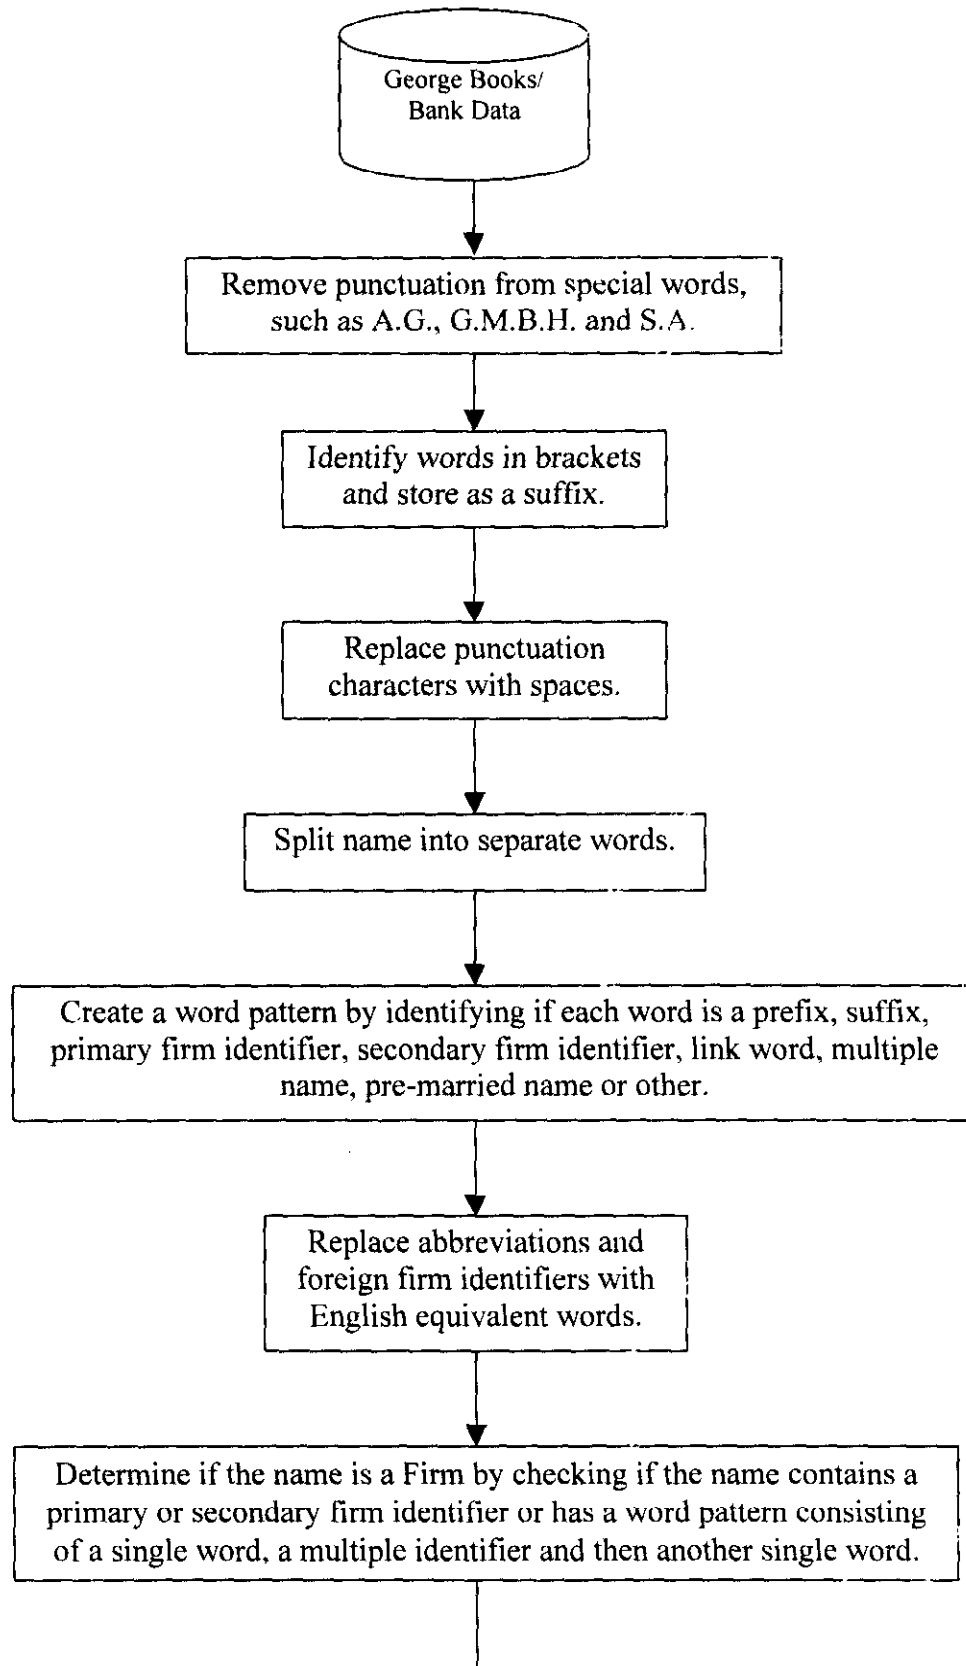 George Books/
Bank Data
Remove punctuation from special words,
such as A.G., G.M.B.H. and S.A.
Identify words in brackets
and store as a suffix.
Replace punctuation
characters with spaces.
Split name into separate words.
Create a word pattern by identifying if each word is a prefix, suffix,
primary firm identifier, secondary firm identifier, link word, multiple
name, pre-married name or other.
Replace abbreviations and
foreign firm identifiers with
English equivalent words.
Determine if the name is a Firm by checking if the name contains a
primary or secondary firm identifier or has a word pattern consisting
of a single word, a multiple identifier and then another single word.